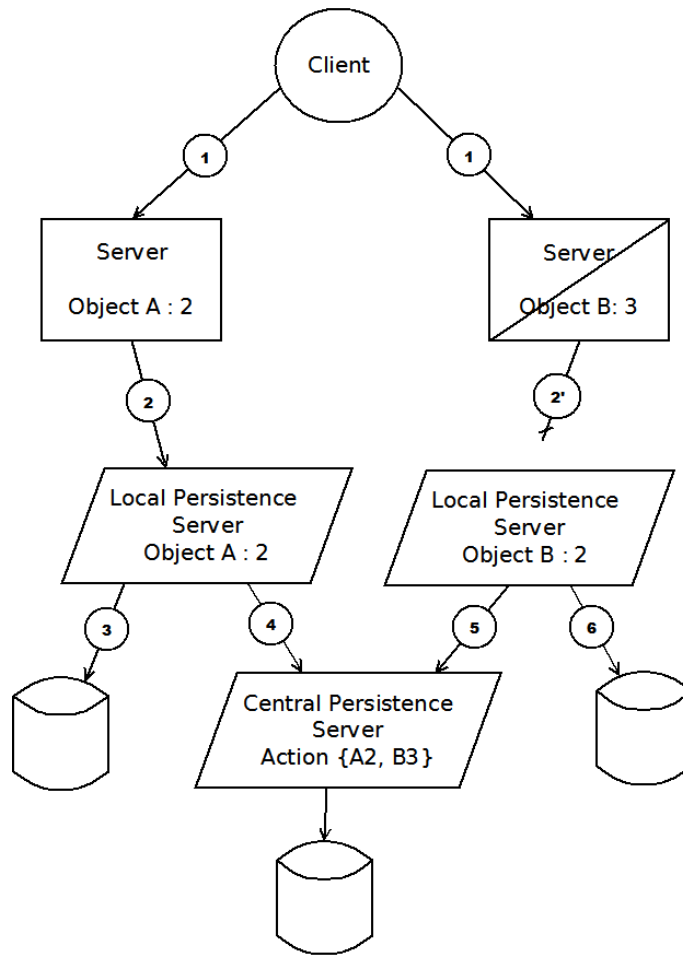 Client
1
1
Server
Object A : 2
Server
Object B: 3
2
2'
Local Persistence
Server
Object A : 2
Local Persistence
Server
Object B : 2
3
4
5
6
Central Persistence
Server
Action {A2, B3}